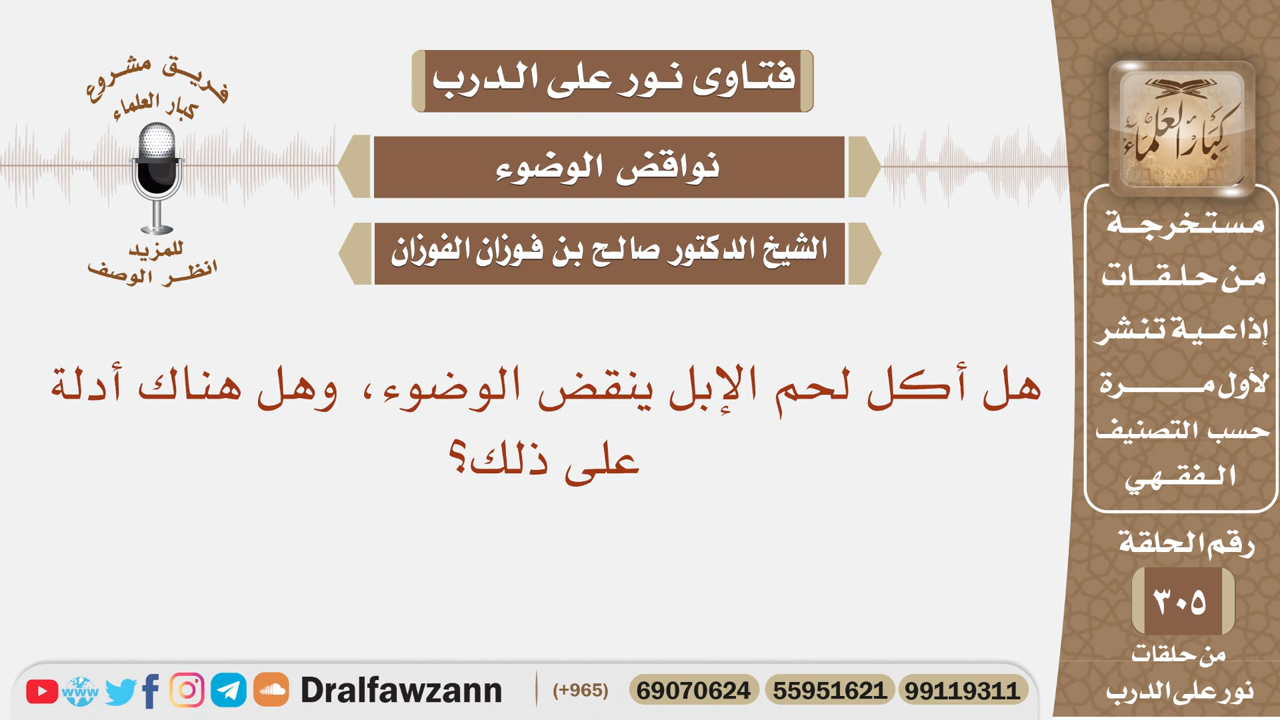 فتاوى نور على الدرب
نواقض الوضوء
الشيخ الدكتور صالح بن فوزان الفوزان
هل أكل لحم الإبل ينقض الوضوء، وهل هناك أدلة
على ذلك؟
فريق مشروع
كبار العلماء
للمزيد
انظر الوصف
كبار العلماء
مستخرجة
من حلقات
إذاعية تنشر
لأول مرة
حسب التصنيف
الفقهي
رقم الحلقة
٣٠٥
من حلقات
نور على الدرب
www
Dralfawzann
(+965) 69070624 55951621 99119311